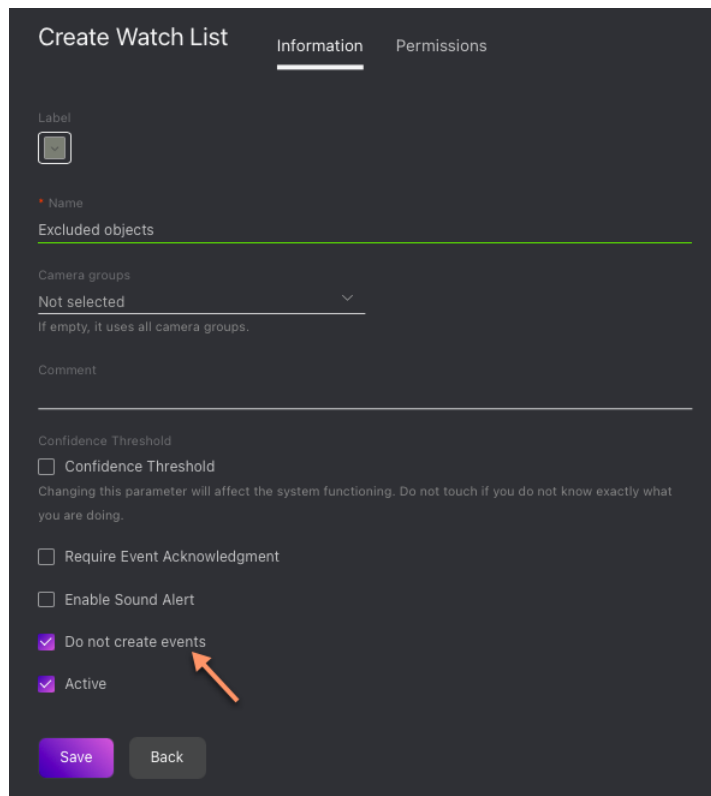 Create Watch List
Information
Permissions
Label
* Name
Excluded objects
Camera groups
Not selected
If empty, it uses all camera groups.
Comment
Confidence Threshold
Confidence Threshold
Changing this parameter will affect the system functioning. Do not touch if you do not know exactly what
you are doing.
Require Event Acknowledgment
Enable Sound Alert
Do not create events
Active
Save
Back